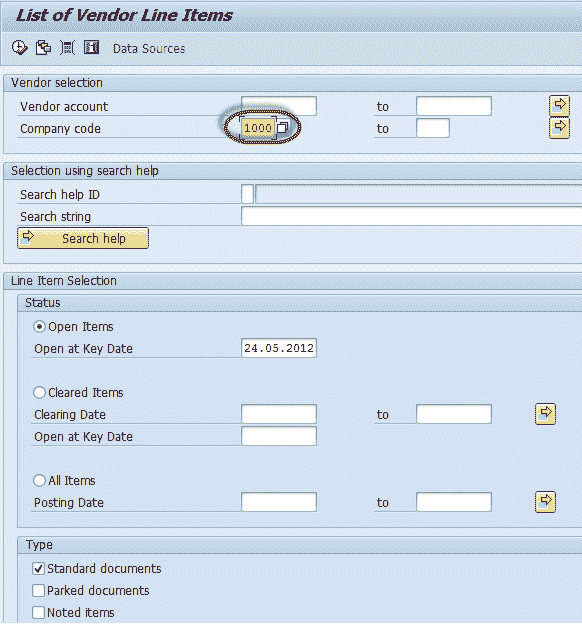 List of Vendor Line Items
Data Sources
Vendor selection
Vendor account to
Company code 1000 to
Selection using search help
Search help ID
Search string
Search help
Line Item Selection
Status
Open Items
Open at Key Date 24.05.2012
Cleared Items
Clearing Date to
Open at Key Date
All Items
Posting Date to
Type
Standard documents
Parked documents
Noted items